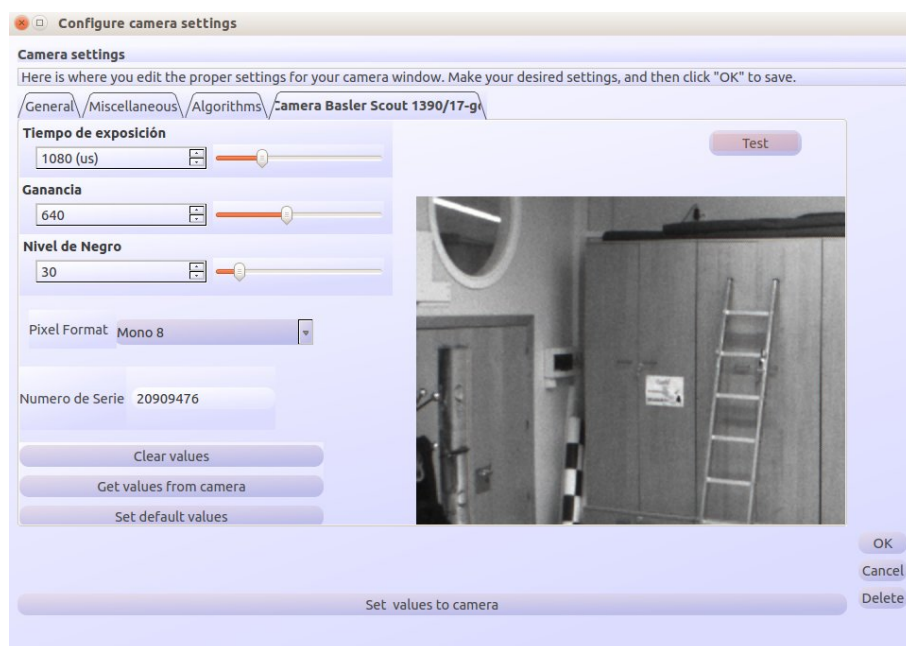 Configure camera settings
Camera settings
Here is where you edit the proper settings for your camera window. Make your desired settings, and then click "OK" to save.
General Miscellaneous Algorithms Camera Basler Scout 1390/17-g
Tiempo de exposición
Test
1080 (us)
Ganancia
640
Nivel de Negro
30
Pixel Format Mono 8
Numero de Serie 20909476
Clear values
Get values from camera
Set default values
OK
Cancel
Delete
Set values to camera